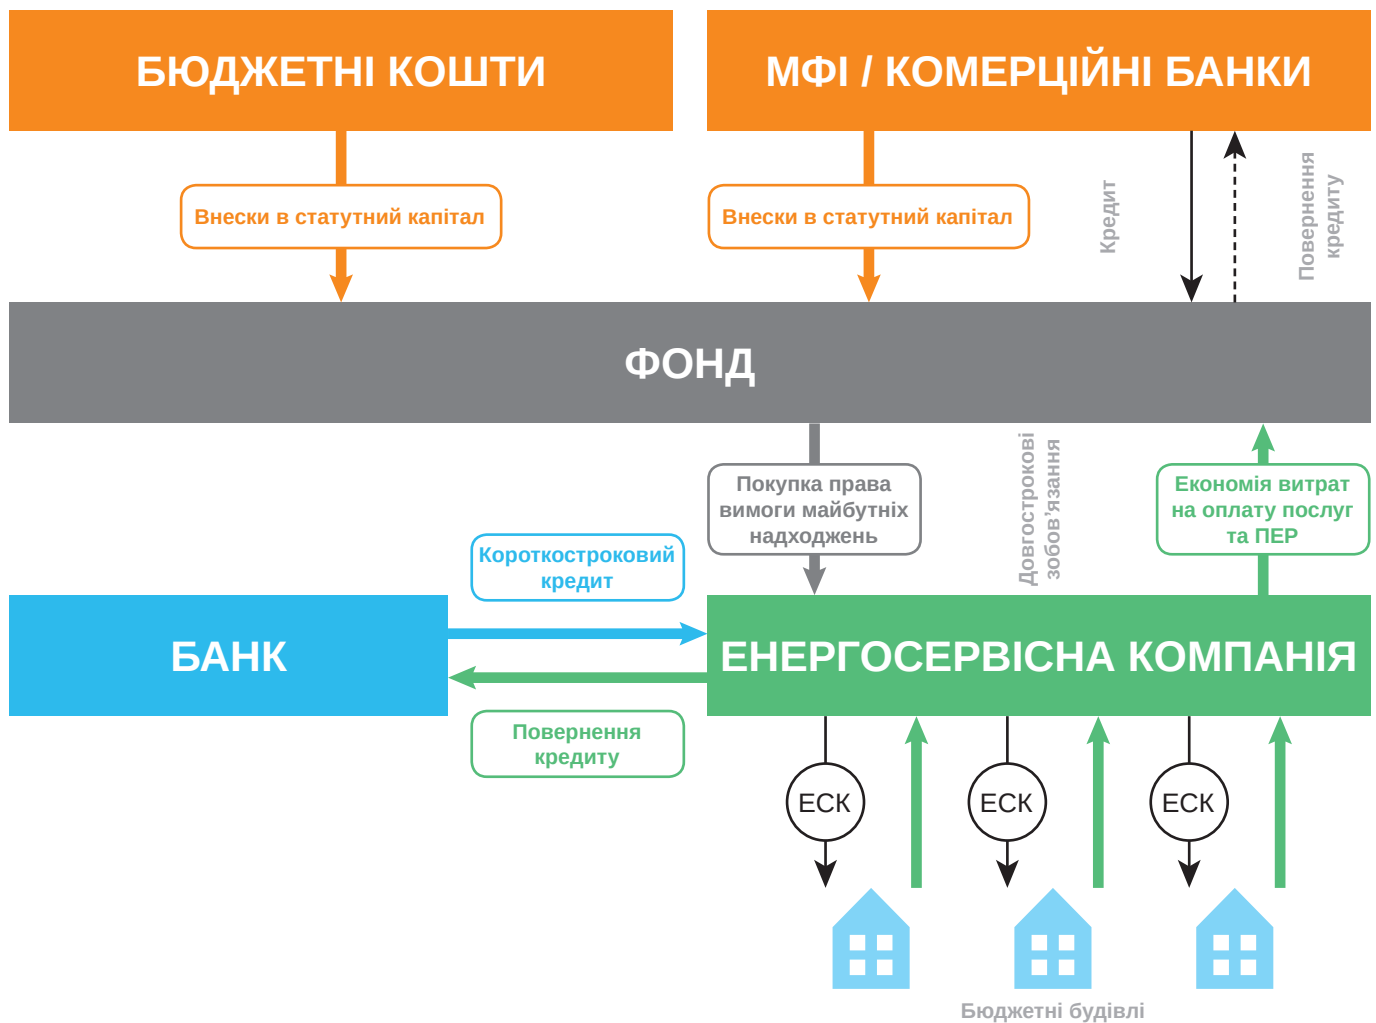 БЮДЖЕТНІ КОШТИ
МФІ / КОМЕРЦІЙНІ БАНКИ
Внески в статутний капітал
Внески в статутний капітал
Кредит
Повернення
кредиту
ФОНД
Покупка права
вимоги майбутніх
надходжень
Довгострокові
зобов’язання
Економія витрат
на оплату послуг
та ПЕР
Короткостроковий
кредит
БАНК
ЕНЕРГОСЕРВІСНА КОМПАНІЯ
Повернення
кредиту
ЕСК
ЕСК
ЕСК
Бюджетні будівлі